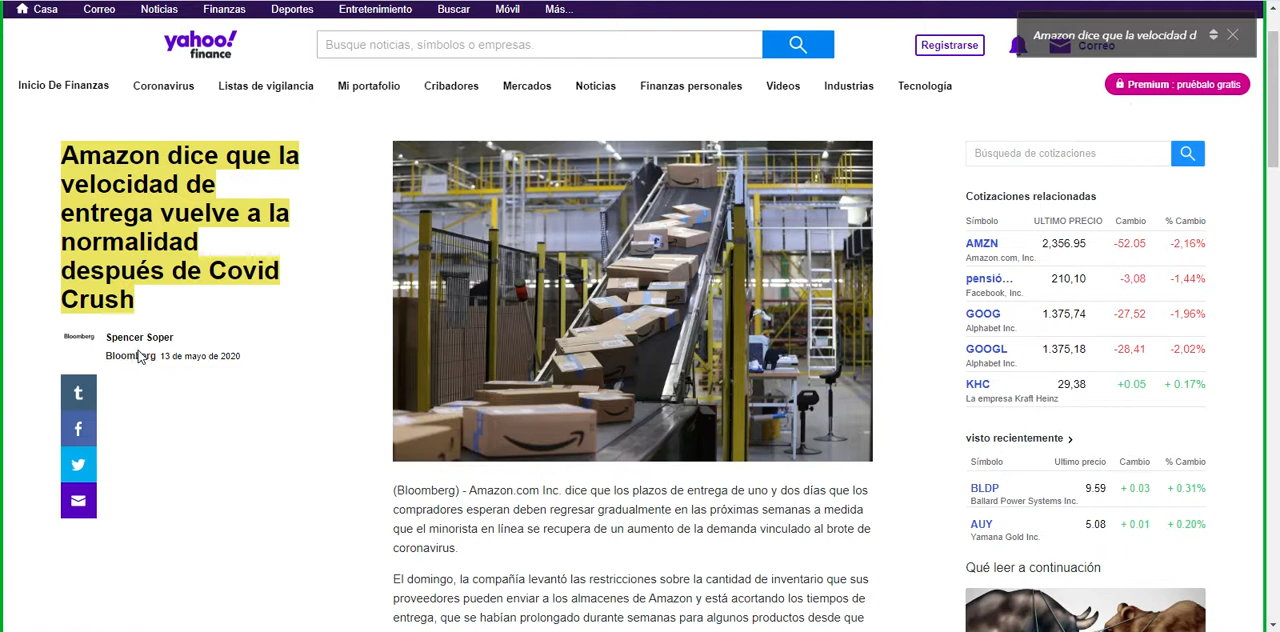 Casa Correo Noticias Finanzas Deportes Entretenimiento Buscar Móvil Más...
yahoo!
finance
Busque noticias, símbolos o empresas.
Registrarse
Correo
Amazon dice que la velocidad d
Inicio De Finanzas Coronavirus Listas de vigilancia Mi portafolio Cribadores Mercados Noticias Finanzas personales Videos Industrias Tecnología
Premium : pruébalo gratis
Amazon dice que la
velocidad de
entrega vuelve a la
normalidad
después de Covid
Crush
Bloomberg
Spencer Soper
Bloomberg 13 de mayo de 2020
(Bloomberg) - Amazon.com Inc. dice que los plazos de entrega de uno y dos días que los
compradores esperan deben regresar gradualmente en las próximas semanas a medida
que el minorista en línea se recupera de un aumento de la demanda vinculado al brote de
coronavirus.
El domingo, la compañía levantó las restricciones sobre la cantidad de inventario que sus
proveedores pueden enviar a los almacenes de Amazon y está acortando los tiempos de
entrega, que se habían prolongado durante semanas para algunos productos desde que
Búsqueda de cotizaciones
Cotizaciones relacionadas
Símbolo ULTIMO PRECIO Cambio % Cambio
AMZN 2,356.95 -52.05 -2,16%
Amazon.com, Inc.
pensió... 210,10 -3,08 -1,44%
Facebook, Inc.
GOOG 1.375,74 -27,52 -1,96%
Alphabet Inc.
GOOGL 1.375,18 -28,41 -2,02%
Alphabet Inc.
KHC 29,38 +0.05 + 0.17%
La empresa Kraft Heinz
visto recientemente
Símbolo Ultimo precio Cambio % Cambio
BLDP 9.59 + 0.03 + 0.31%
Ballard Power Systems Inc.
AUY 5.08 + 0.01 + 0.20%
Yamana Gold Inc.
Qué leer a continuación